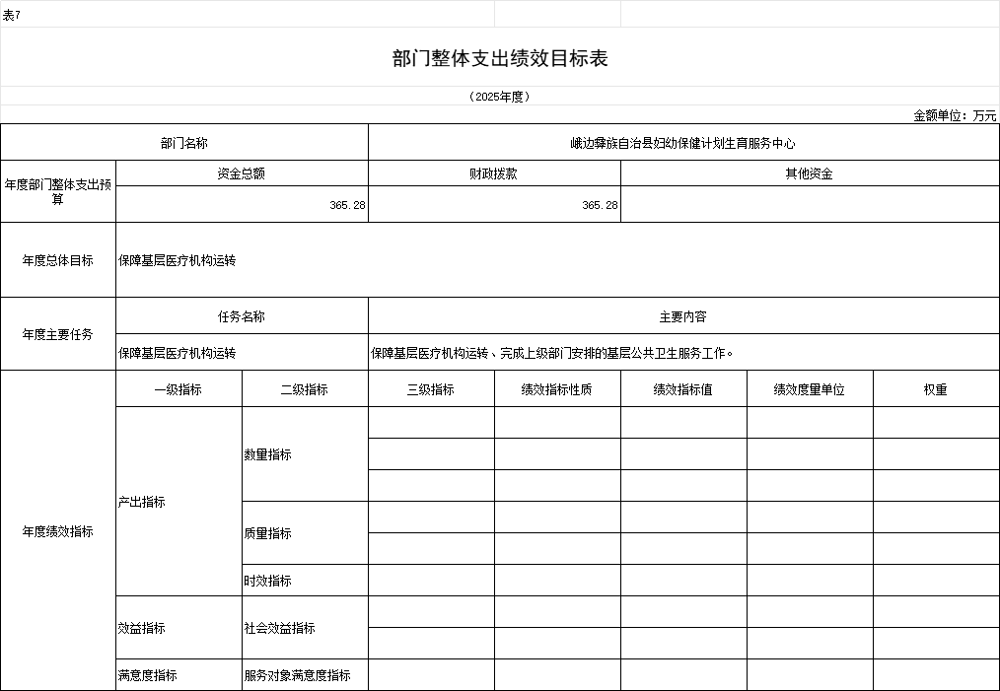 表7
部门整体支出绩效目标表
（2025年度）
金额单位：万元
部门名称
峨边彝族自治县妇幼保健计划生育服务中心
年度部门整体支出预
算
资金总额
财政拨款
其他资金
365.28
365.28
年度总体目标
保障基层医疗机构运转
年度主要任务
任务名称
主要内容
保障基层医疗机构运转
保障基层医疗机构运转、完成上级部门安排的基层公共卫生服务工作。
年度绩效指标
一级指标
二级指标
三级指标
绩效指标性质
绩效指标值
绩效度量单位
权重
产出指标
数量指标
质量指标
时效指标
效益指标
社会效益指标
满意度指标
服务对象满意度指标